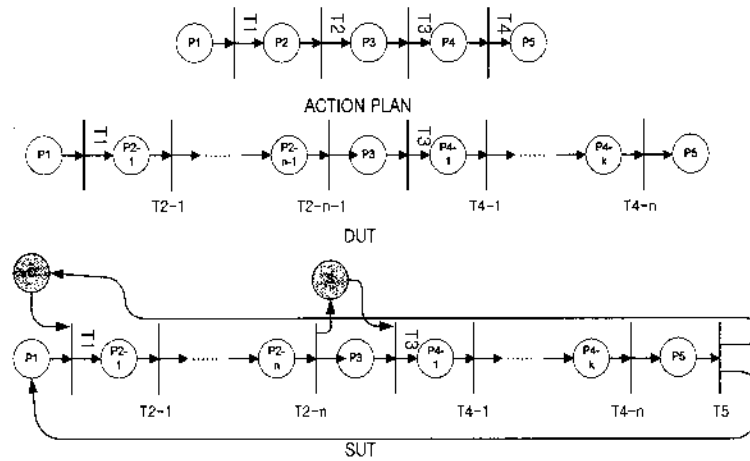 P1 T1 P2 T2 P3 T3 P4 T4 P5
ACTION PLAN
P1 T1 P2-1 P2-n-1 P3 T3 P4-1 P4-k P5
T2-1 T2-n-1 T4-1 T4-n
DUT
P1 T1 P2-1 P2-n P3 T3 P4-1 P4-k P5
T2-1 T2-n T4-1 T4-n T5
SUT